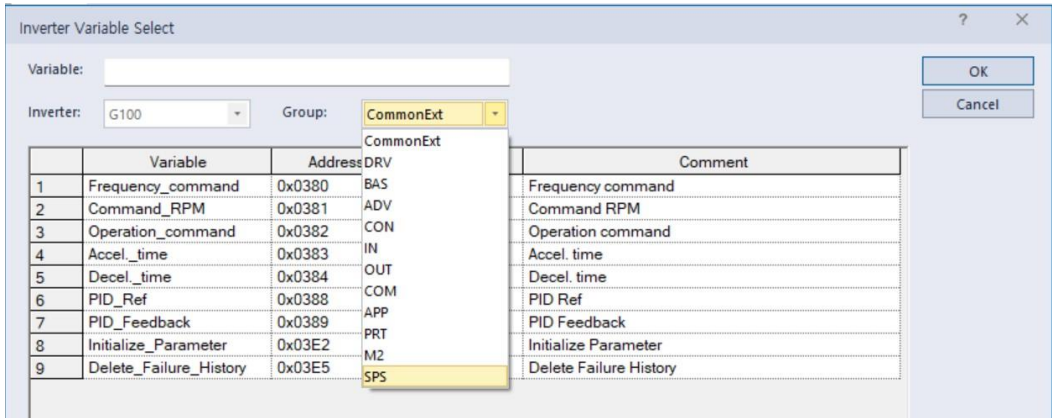 Inverter Variable Select ? ×
Variable: OK
Inverter: G100 Group: CommonExt Cancel
CommonExt
DRV
BAS
ADV
CON
IN
OUT
COM
APP
PRT
M2
SPS
Variable Address Comment
1 Frequency_command 0x0380 Frequency command
2 Command_RPM 0x0381 Command RPM
3 Operation_command 0x0382 Operation command
4 Accel._time 0x0383 Accel. time
5 Decel._time 0x0384 Decel. time
6 PID_Ref 0x0388 PID Ref
7 PID_Feedback 0x0389 PID Feedback
8 Initialize_Parameter 0x03E2 Initialize Parameter
9 Delete_Failure_History 0x03E5 Delete Failure History